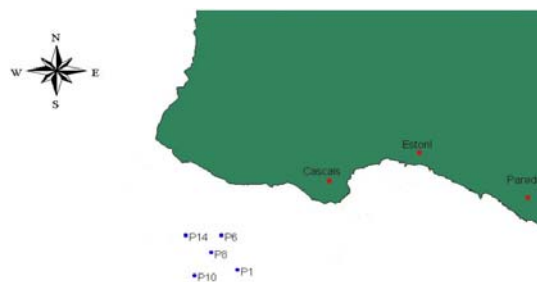 N
W E
S
Estoril
Cascais
Pared
P14 P6
P8
P10 P1